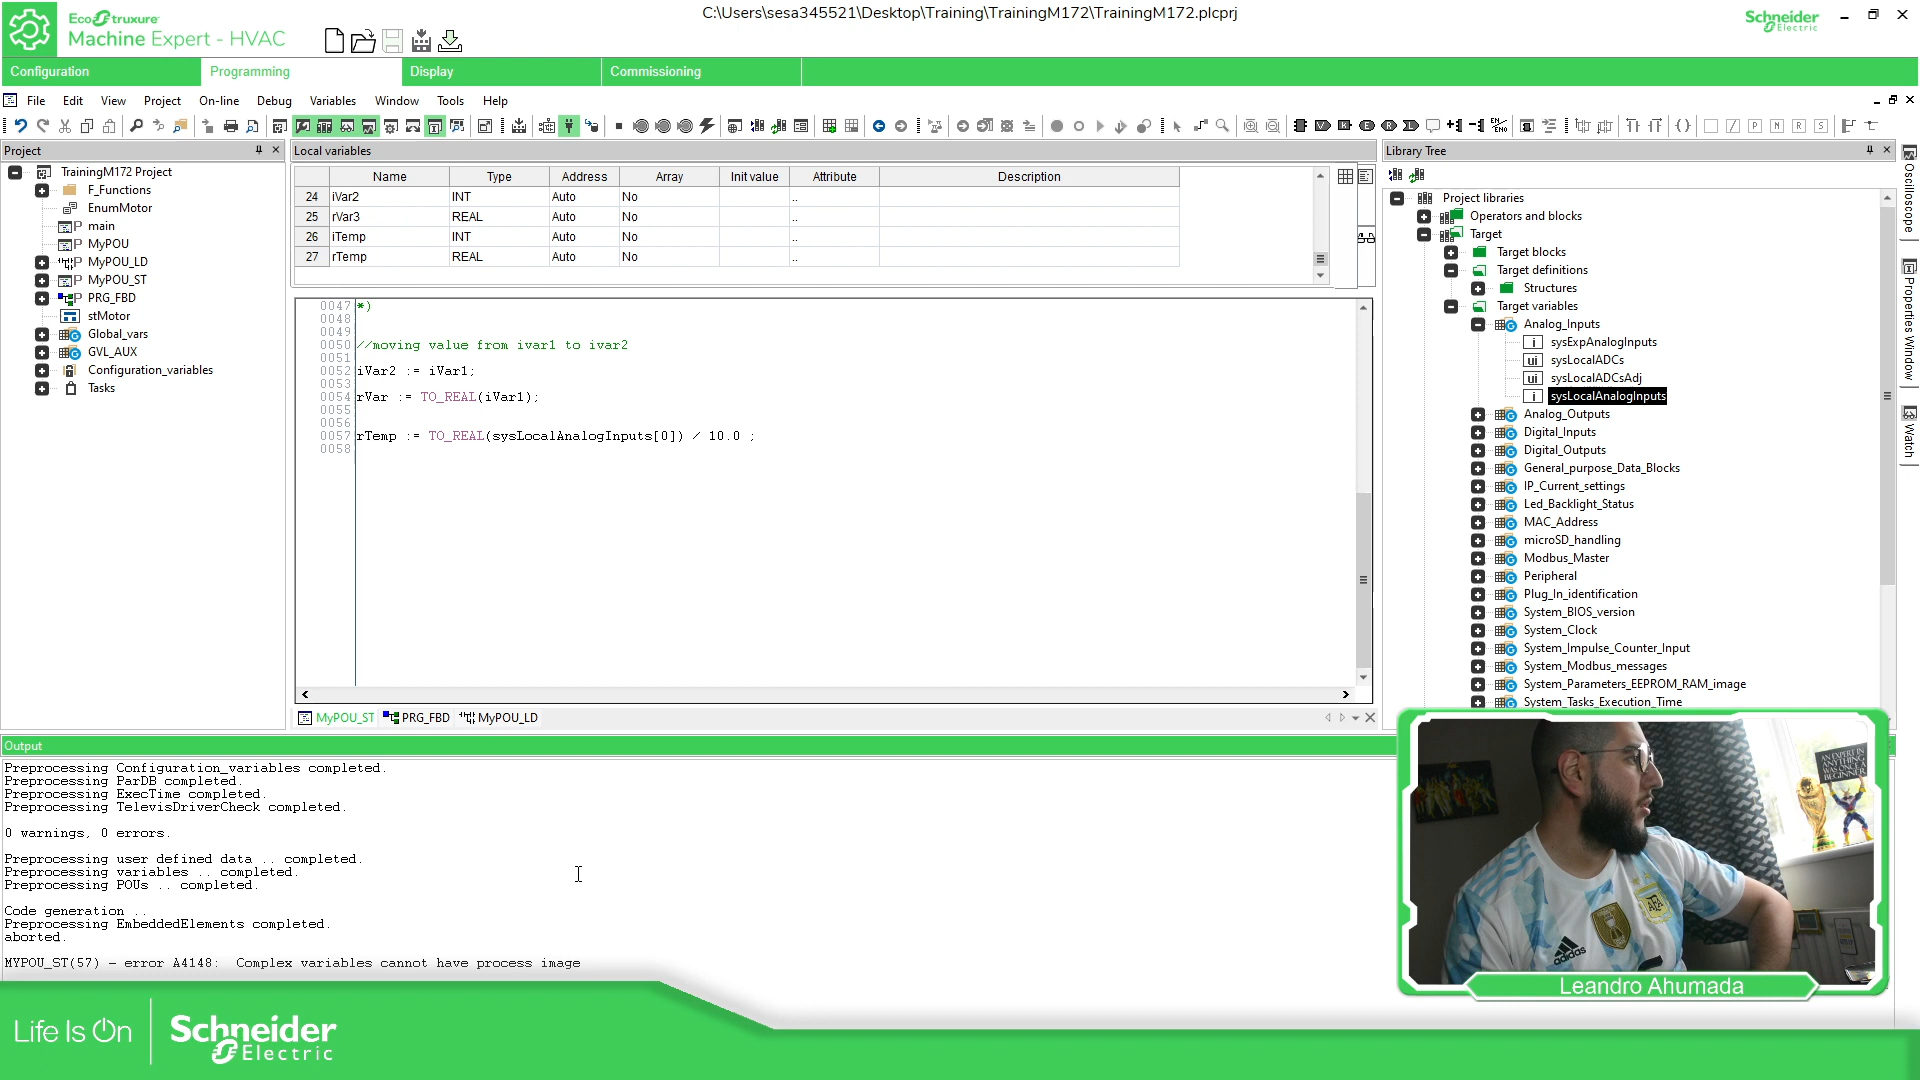 EcoStruxure
Machine Expert - HVAC
C:\Users\sesa345521\Desktop\Training\TrainingM172\TrainingM172.plcprj
Schneider
Electric
Configuration
Programming
Display
Commissioning
File Edit View Project On-line Debug Variables Window Tools Help
Project
TrainingM172 Project
F_Functions
EnumMotor
main
MyPOU
MyPOU_LD
MyPOU_ST
PRG_FBD
stMotor
Global_vars
GVL_AUX
Configuration_variables
Tasks
Local variables
Name Type Address Array Init value Attribute Description
24 iVar2 INT Auto No ..
25 rVar3 REAL Auto No ..
26 iTemp INT Auto No ..
27 rTemp REAL Auto No ..
0047 *)
0048
0049
0050 //moving value from ivar1 to ivar2
0051
0052 iVar2 := iVar1;
0053
0054 rVar := TO_REAL(iVar1);
0055
0056
0057 rTemp := TO_REAL(sysLocalAnalogInputs[0]) / 10.0 ;
0058
MyPOU_ST PRG_FBD MyPOU_LD
Library Tree
Project libraries
Operators and blocks
Target
Target blocks
Target definitions
Structures
Target variables
Analog_Inputs
sysExpAnalogInputs
sysLocalADCs
sysLocalADCsAdj
sysLocalAnalogInputs
Analog_Outputs
Digital_Inputs
Digital_Outputs
General_purpose_Data_Blocks
IP_Current_settings
Led_Backlight_Status
MAC_Address
microSD_handling
Modbus_Master
Peripheral
Plug_In_identification
System_BIOS_version
System_Clock
System_Impulse_Counter_Input
System_Modbus_messages
System_Parameters_EEPROM_RAM_image
System_Tasks_Execution_Time
Oscilloscope
Properties Window
Watch
Output
Preprocessing Configuration_variables completed.
Preprocessing ParDB completed.
Preprocessing ExecTime completed.
Preprocessing TelevisDriverCheck completed.
0 warnings, 0 errors.
Preprocessing user defined data .. completed.
Preprocessing variables .. completed.
Preprocessing POUs .. completed.
Code generation ..
Preprocessing EmbeddedElements completed.
aborted.
MYPOU_ST(57) - error A4148: Complex variables cannot have process image
AN EXPERT IN
ANYTHING
WAS ONCE A
BEGINNER
AFA
adidas
Leandro Ahumada
Life Is On
Schneider
Electric